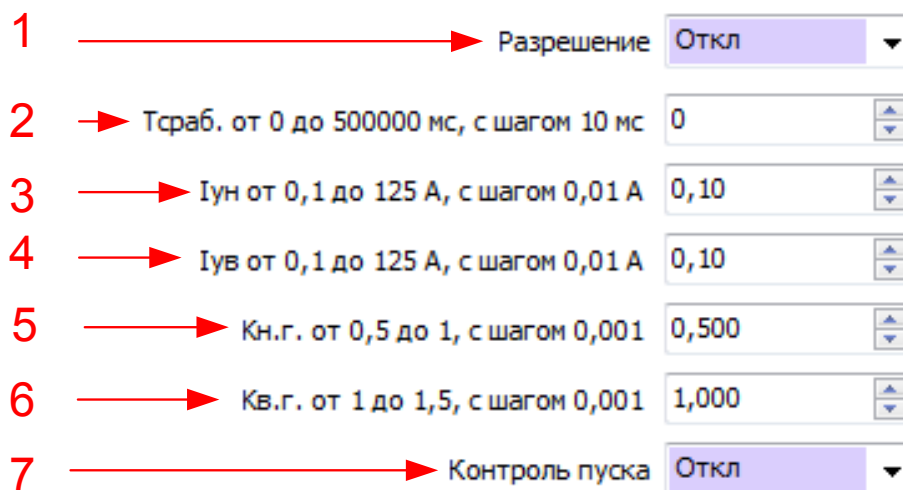 1 Разрешение Откл
2 Тсраб. от 0 до 500000 мс, с шагом 10 мс 0
3 Iун от 0,1 до 125 А, с шагом 0,01 А 0,10
4 Iув от 0,1 до 125 А, с шагом 0,01 А 0,10
5 Кн.г. от 0,5 до 1, с шагом 0,001 0,500
6 Кв.г. от 1 до 1,5, с шагом 0,001 1,000
7 Контроль пуска Откл